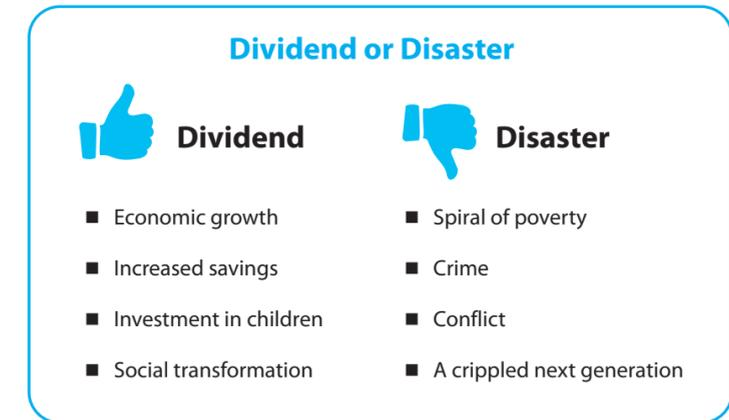 Dividend or Disaster
Dividend
Economic growth
Increased savings
Investment in children
Social transformation
Disaster
Spiral of poverty
Crime
Conflict
A crippled next generation